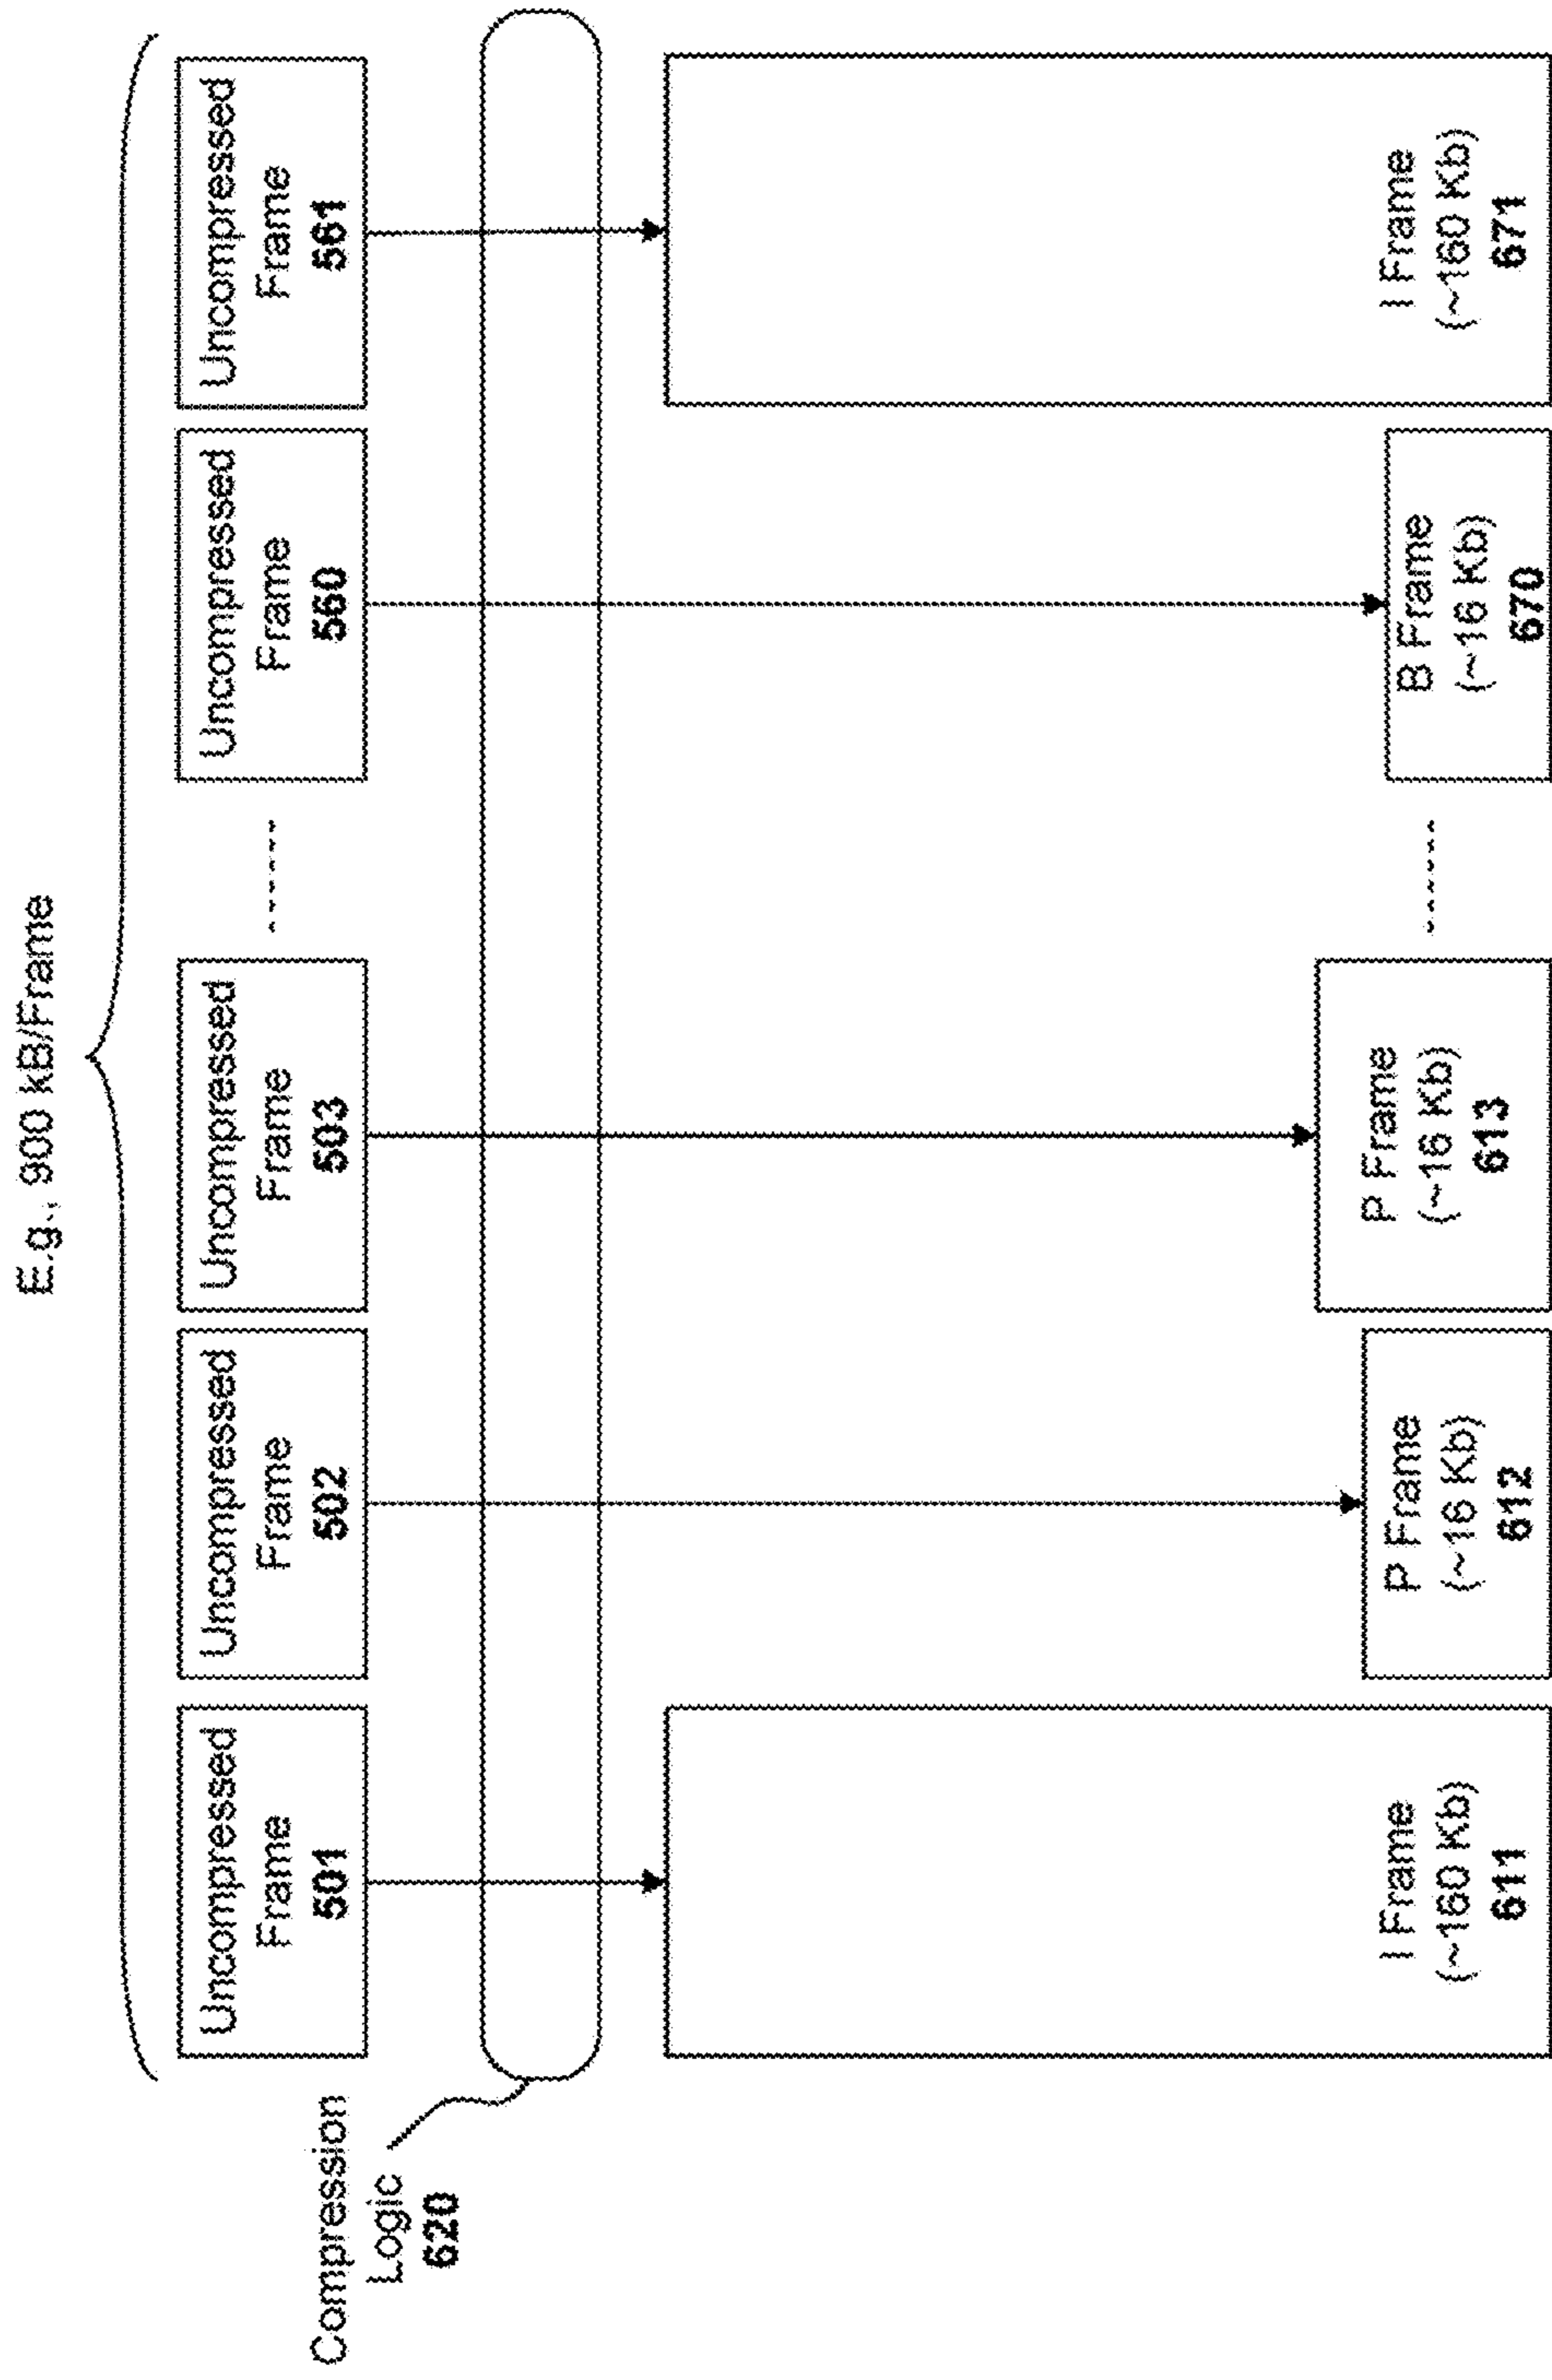 E.g., 900 kB/Frame
Uncompressed
Frame
501
Uncompressed
Frame
502
Uncompressed
Frame
503
------
Uncompressed
Frame
560
Uncompressed
Frame
561
Compression
Logic
620
I Frame
(~160 Kb)
611
P Frame
(~16 Kb)
612
P Frame
(~16 Kb)
613
------
B Frame
(~16 Kb)
670
I Frame
(~160 Kb)
671